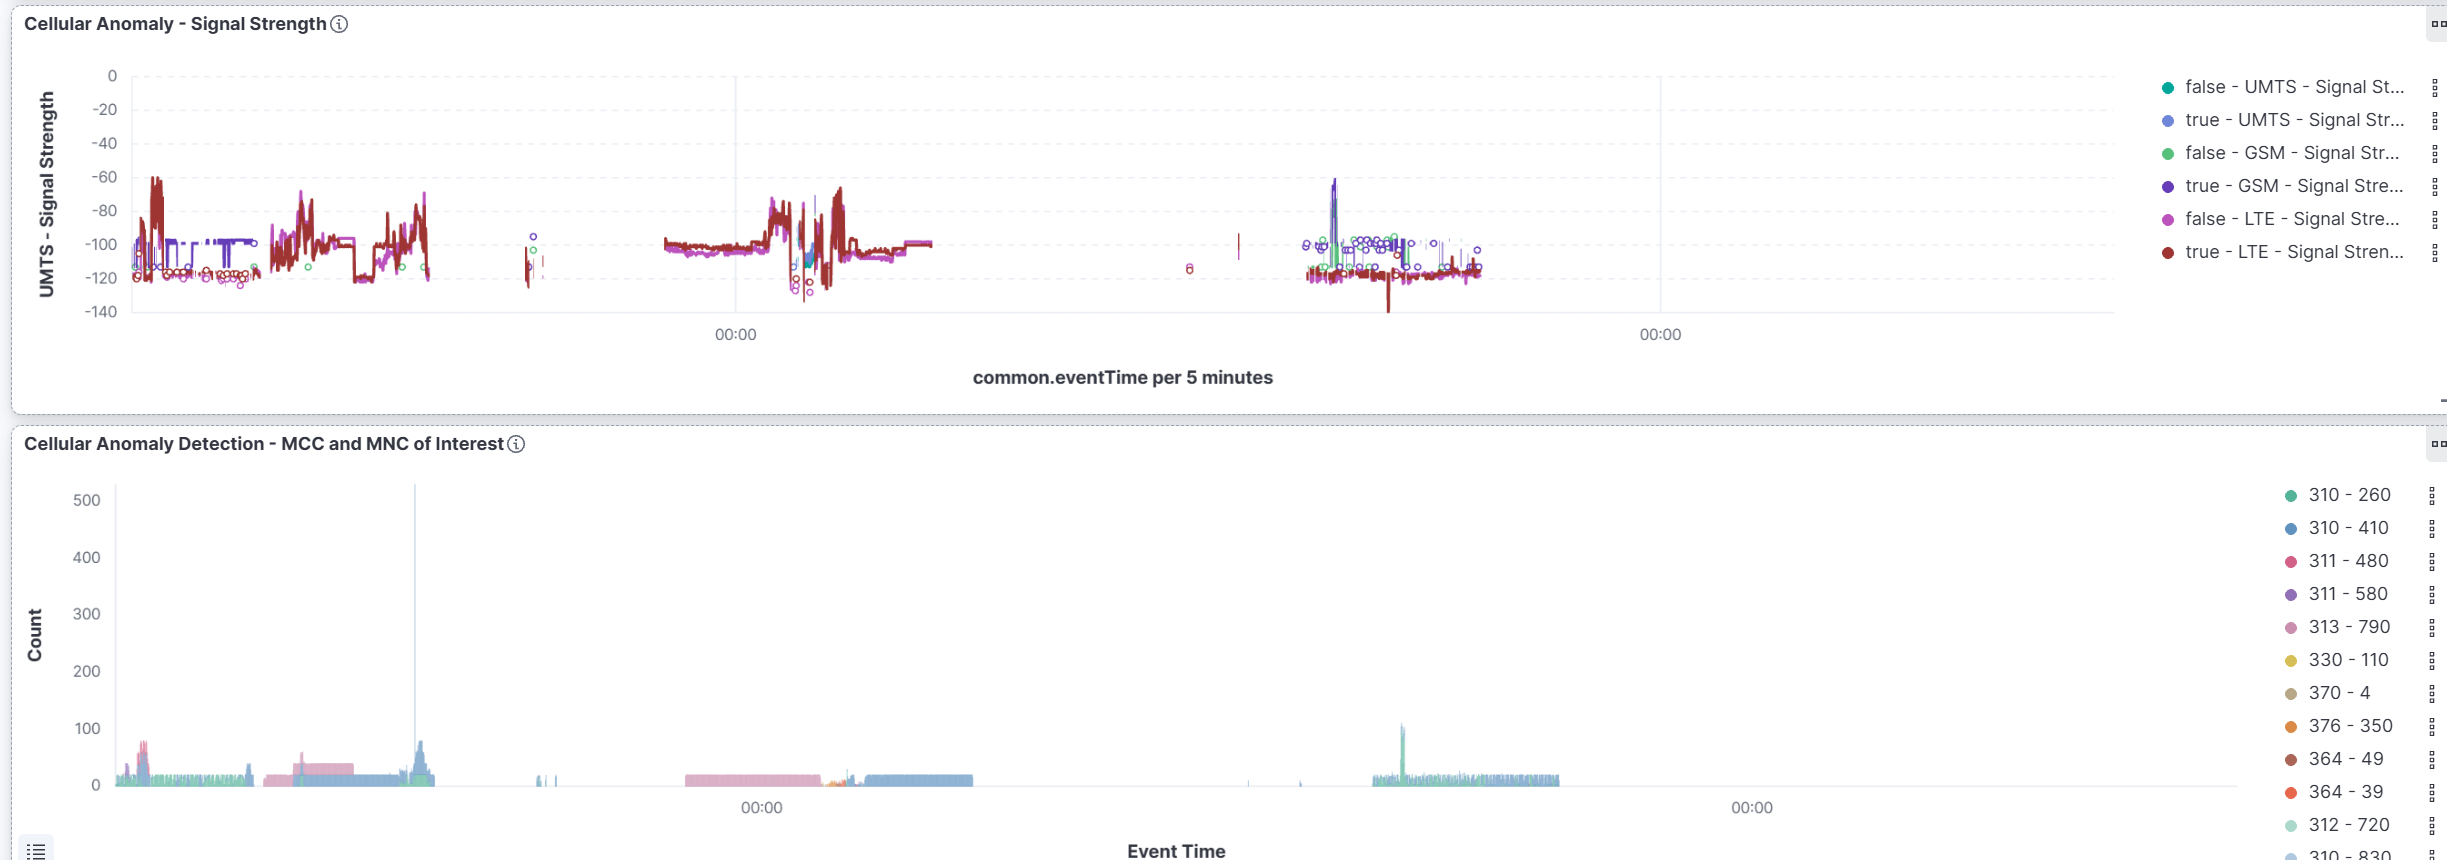 Cellular Anomaly - Signal Strength
UMTS - Signal Strength
0
-20
-40
-60
-80
-100
-120
-140
00:00
00:00
common.eventTime per 5 minutes
false - UMTS - Signal St...
true - UMTS - Signal Str...
false - GSM - Signal Str...
true - GSM - Signal Stre...
false - LTE - Signal Stre...
true - LTE - Signal Stren...
Cellular Anomaly Detection - MCC and MNC of Interest
Count
500
400
300
200
100
0
00:00
00:00
Event Time
310 - 260
310 - 410
311 - 480
311 - 580
313 - 790
330 - 110
370 - 4
376 - 350
364 - 49
364 - 39
312 - 720
310 - 830